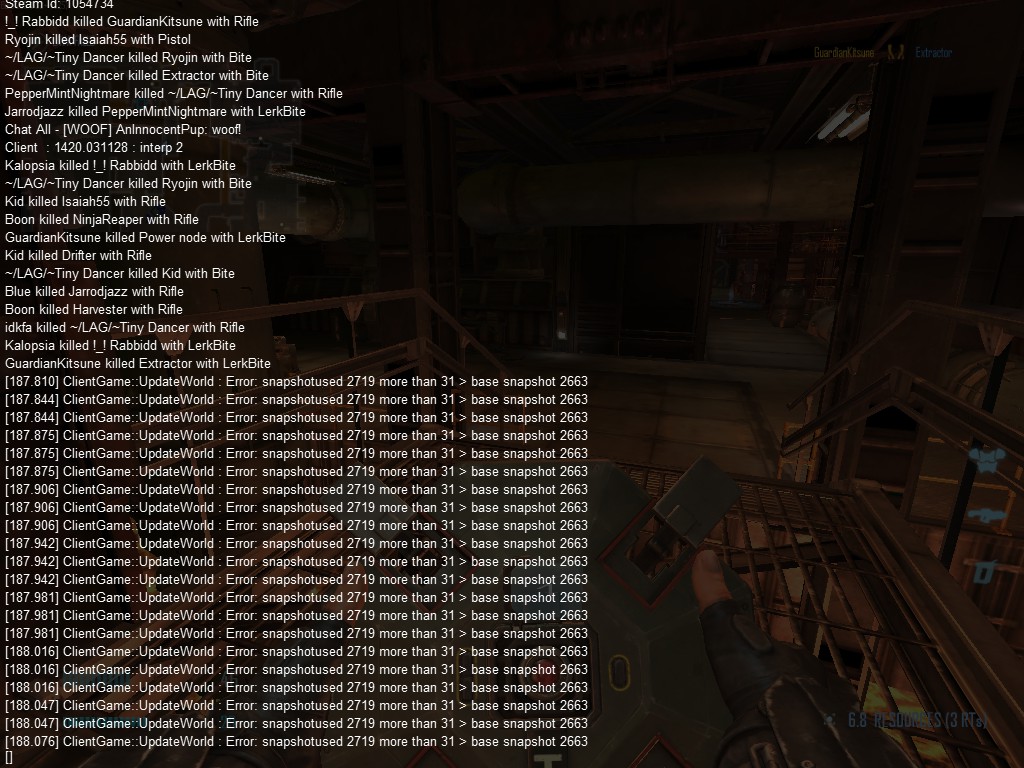 Steam Id: 1054734
!_! Rabbidd killed GuardianKitsune with Rifle
Ryojin killed Isaiah55 with Pistol
~/LAG/~Tiny Dancer killed Ryojin with Bite
~/LAG/~Tiny Dancer killed Extractor with Bite
PepperMintNightmare killed ~/LAG/~Tiny Dancer with Rifle
Jarrodjazz killed PepperMintNightmare with LerkBite
Chat All - [WOOF] AnInnocentPup: woof!
Client  : 1420.031128 : interp 2
Kalopsia killed !_! Rabbidd with LerkBite
~/LAG/~Tiny Dancer killed Ryojin with Bite
Kid killed Isaiah55 with Rifle
Boon killed NinjaReaper with Rifle
GuardianKitsune killed Power node with LerkBite
Kid killed Drifter with Rifle
~/LAG/~Tiny Dancer killed Kid with Bite
Blue killed Jarrodjazz with Rifle
Boon killed Harvester with Rifle
idkfa killed ~/LAG/~Tiny Dancer with Rifle
Kalopsia killed !_! Rabbidd with LerkBite
GuardianKitsune killed Extractor with LerkBite
[187.810] ClientGame::UpdateWorld : Error: snapshotused 2719 more than 31 > base snapshot 2663
[187.844] ClientGame::UpdateWorld : Error: snapshotused 2719 more than 31 > base snapshot 2663
[187.844] ClientGame::UpdateWorld : Error: snapshotused 2719 more than 31 > base snapshot 2663
[187.875] ClientGame::UpdateWorld : Error: snapshotused 2719 more than 31 > base snapshot 2663
[187.875] ClientGame::UpdateWorld : Error: snapshotused 2719 more than 31 > base snapshot 2663
[187.875] ClientGame::UpdateWorld : Error: snapshotused 2719 more than 31 > base snapshot 2663
[187.906] ClientGame::UpdateWorld : Error: snapshotused 2719 more than 31 > base snapshot 2663
[187.906] ClientGame::UpdateWorld : Error: snapshotused 2719 more than 31 > base snapshot 2663
[187.906] ClientGame::UpdateWorld : Error: snapshotused 2719 more than 31 > base snapshot 2663
[187.942] ClientGame::UpdateWorld : Error: snapshotused 2719 more than 31 > base snapshot 2663
[187.942] ClientGame::UpdateWorld : Error: snapshotused 2719 more than 31 > base snapshot 2663
[187.942] ClientGame::UpdateWorld : Error: snapshotused 2719 more than 31 > base snapshot 2663
[187.981] ClientGame::UpdateWorld : Error: snapshotused 2719 more than 31 > base snapshot 2663
[187.981] ClientGame::UpdateWorld : Error: snapshotused 2719 more than 31 > base snapshot 2663
[187.981] ClientGame::UpdateWorld : Error: snapshotused 2719 more than 31 > base snapshot 2663
[188.016] ClientGame::UpdateWorld : Error: snapshotused 2719 more than 31 > base snapshot 2663
[188.016] ClientGame::UpdateWorld : Error: snapshotused 2719 more than 31 > base snapshot 2663
[188.016] ClientGame::UpdateWorld : Error: snapshotused 2719 more than 31 > base snapshot 2663
[188.047] ClientGame::UpdateWorld : Error: snapshotused 2719 more than 31 > base snapshot 2663
[188.047] ClientGame::UpdateWorld : Error: snapshotused 2719 more than 31 > base snapshot 2663
[188.076] ClientGame::UpdateWorld : Error: snapshotused 2719 more than 31 > base snapshot 2663
[]
GuardianKitsune Extractor
6.8 RESOURCES (3 RTs)